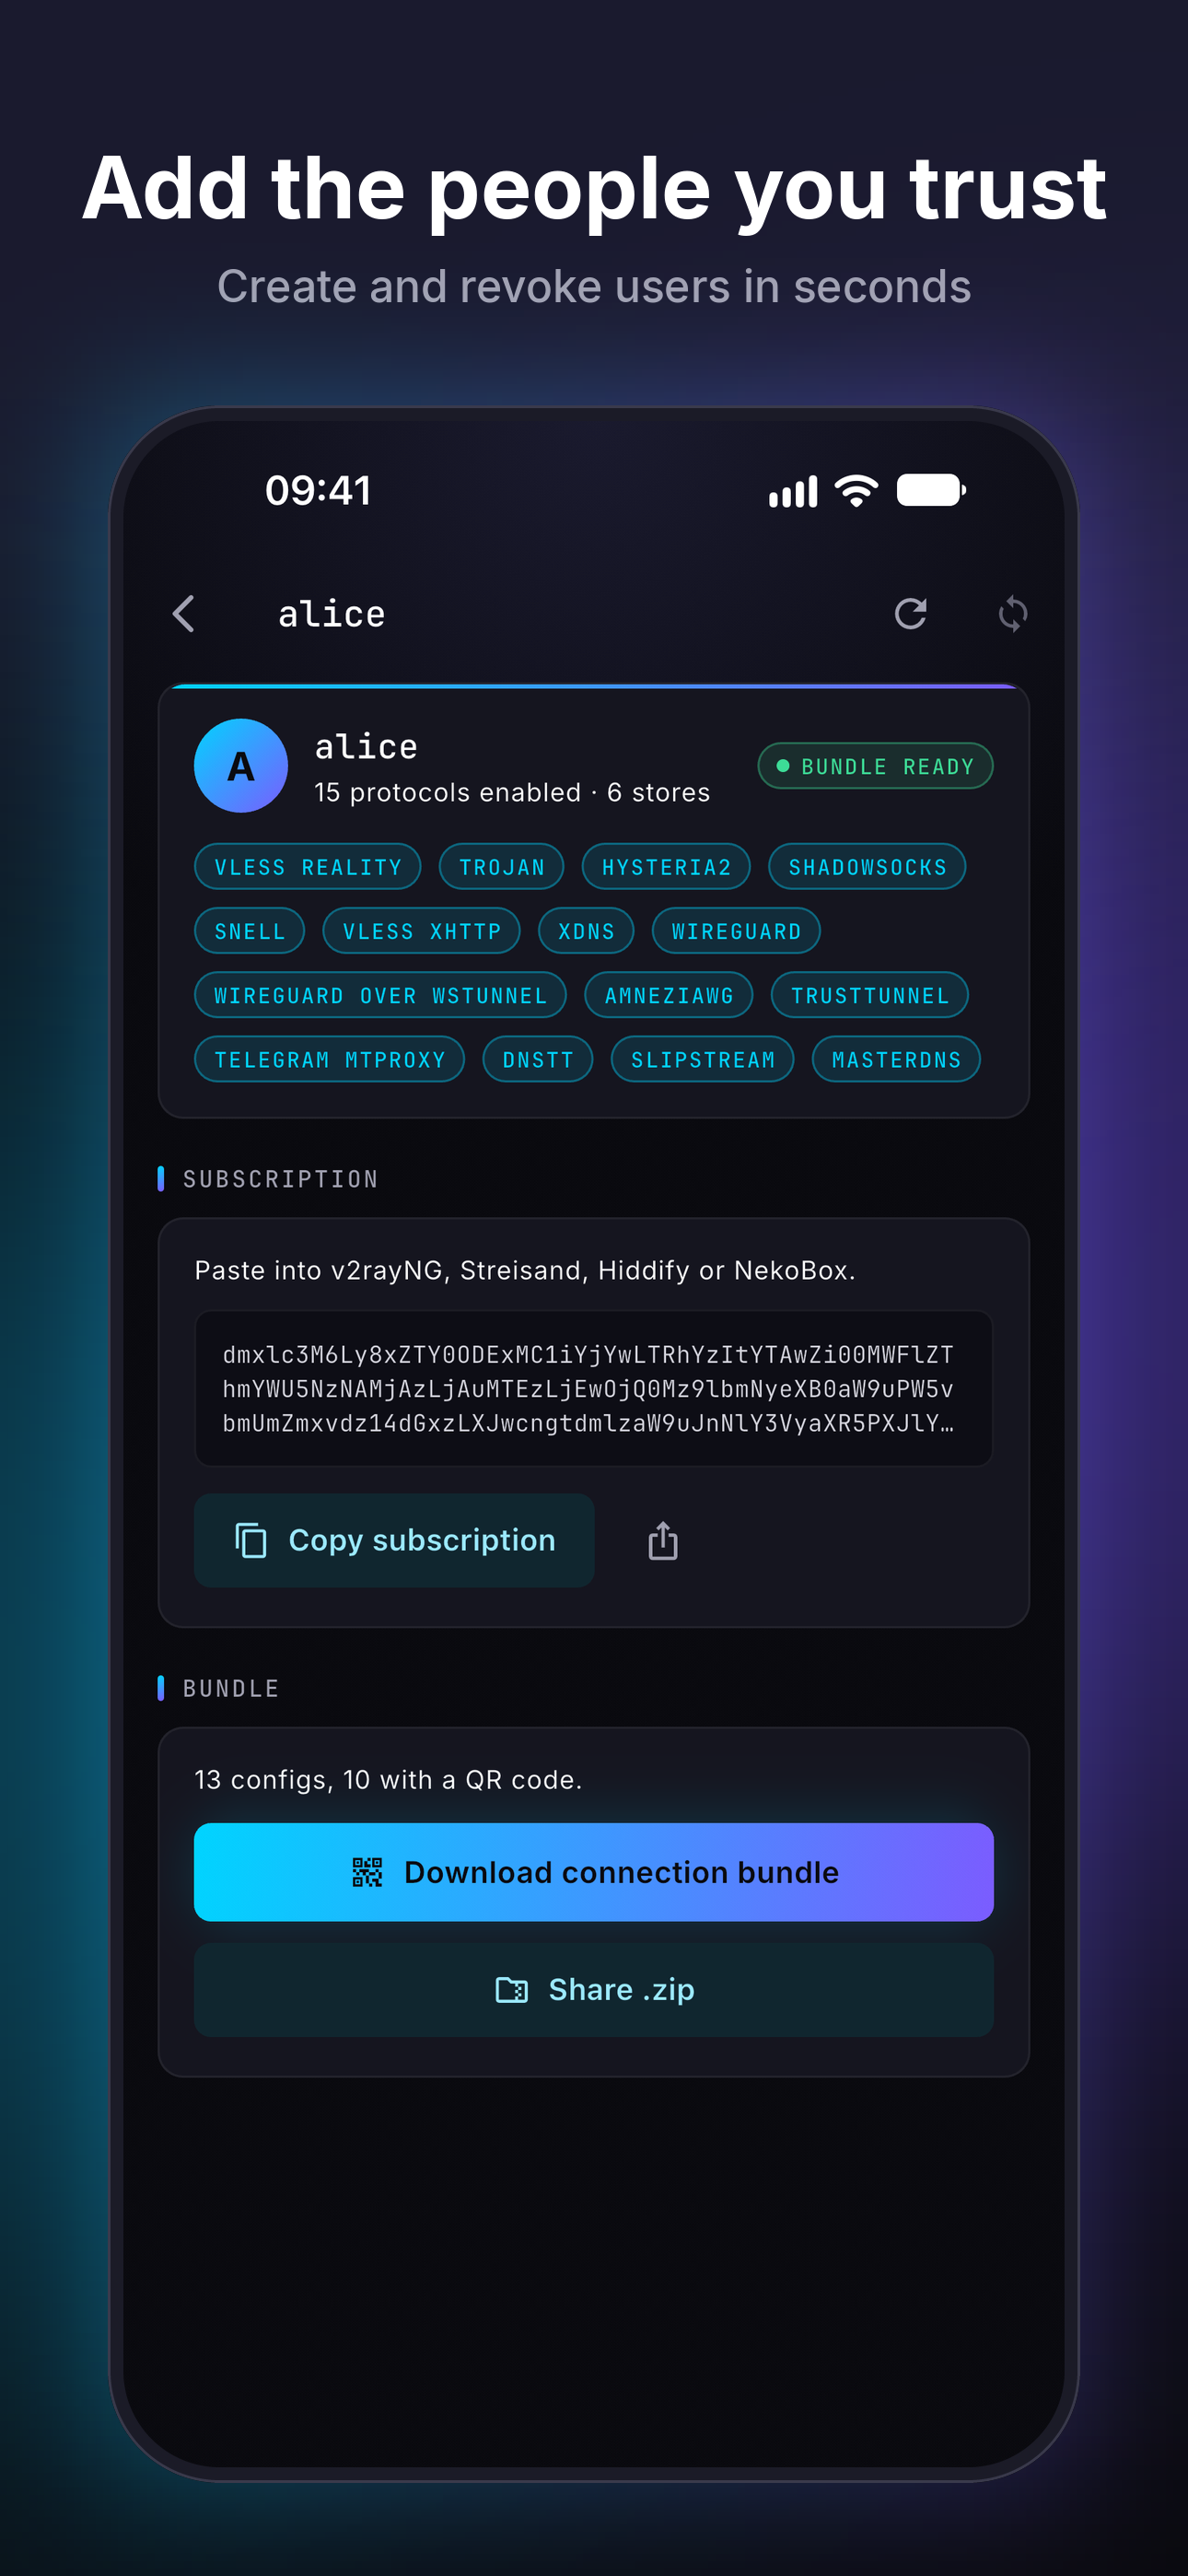 Add the people you trust
Create and revoke users in seconds
09:41
alice
A
alice
15 protocols enabled · 6 stores
BUNDLE READY
VLESS REALITY
TROJAN
HYSTERIA2
SHADOWSOCKS
SNELL
VLESS XHTTP
XDNS
WIREGUARD
WIREGUARD OVER WSTUNNEL
AMNEZIAWG
TRUSTTUNNEL
TELEGRAM MTPROXY
DNSTT
SLIPSTREAM
MASTERDNS
SUBSCRIPTION
Paste into v2rayNG, Streisand, Hiddify or NekoBox.
dmxlc3M6Ly8xZTY0ODExMC1iYjYwLTRhYzItYTAwZi00MWFlZT
hmYWU5NzNAMjAzLjAuMTEzLjEwOjQ0Mz9lbmNyeXB0aW9uPW5v
bmUmZmxvdz14dGxzLXJwcngtdmlzaW9uJnNlY3VyaXR5PXJlY…
Copy subscription
BUNDLE
13 configs, 10 with a QR code.
Download connection bundle
Share .zip